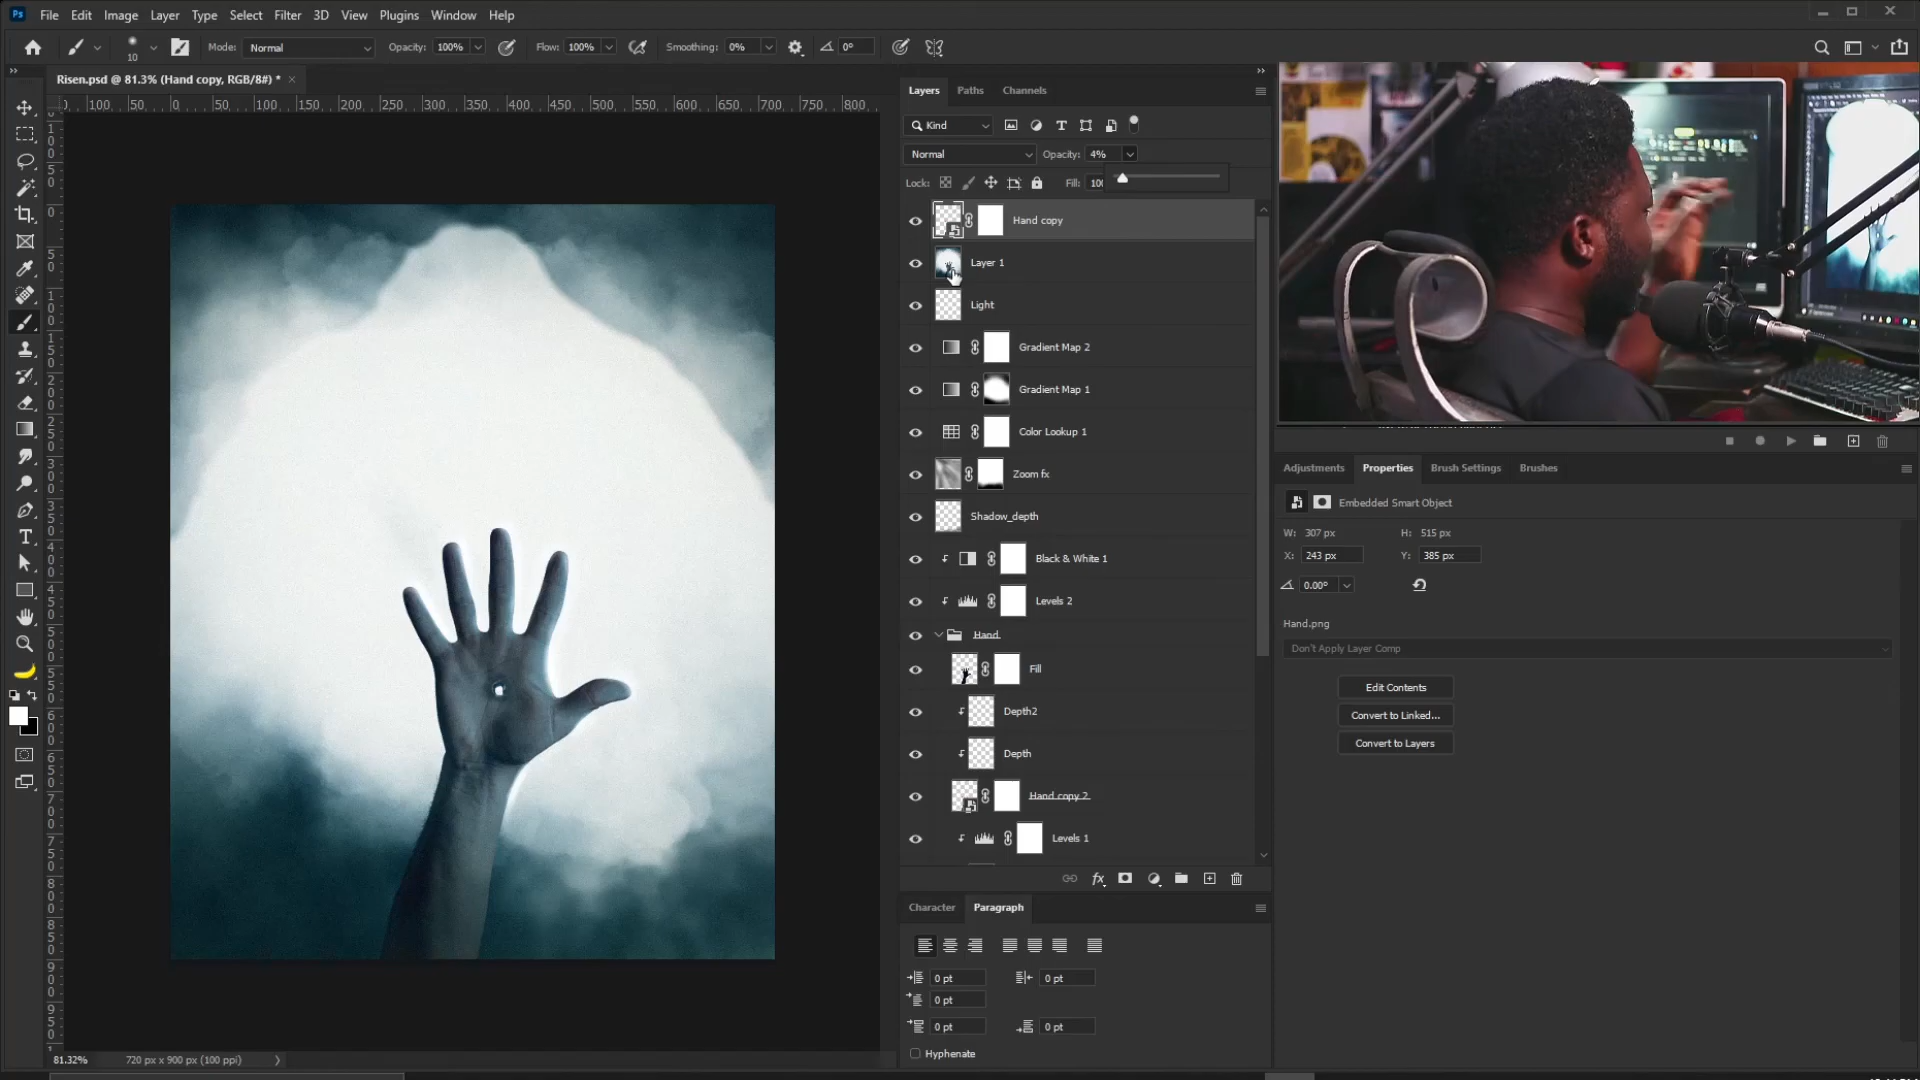 Ps File Edit Image Layer Type Select Filter 3D View Plugins Window Help
10 Mode: Normal Opacity: 100% Flow: 100% Smoothing: 0% 0°
Risen.psd @ 81.3% (Hand copy, RGB/8#) * ×
100 50 0 50 100 150 200 250 300 350 400 450 500 550 600 650 700 750 800
Layers Paths Channels
Kind
Normal Opacity: 4%
Lock: Fill: 100
Hand copy
Layer 1
Light
Gradient Map 2
Gradient Map 1
Color Lookup 1
Zoom fx
Shadow_depth
Black & White 1
Levels 2
Hand
Fill
Depth2
Depth
Hand copy 2
Levels 1
fx
Character Paragraph
0 pt 0 pt
0 pt
0 pt 0 pt
Hyphenate
Adjustments Properties Brush Settings Brushes
Embedded Smart Object
W: 307 px H: 515 px
X: 243 px Y: 385 px
0.00°
Hand.png
Don't Apply Layer Comp
Edit Contents
Convert to Linked...
Convert to Layers
81.32% 720 px x 900 px (100 ppi)